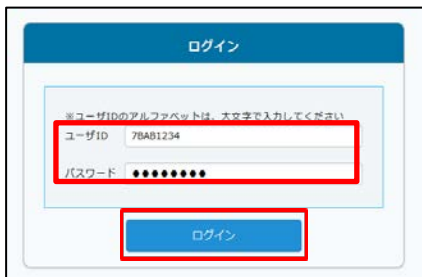 ログイン
※ユーザIDのアルファベットは、大文字で入力してください
ユーザID 7BAB1234
パスワード ●●●●●●●●
ログイン